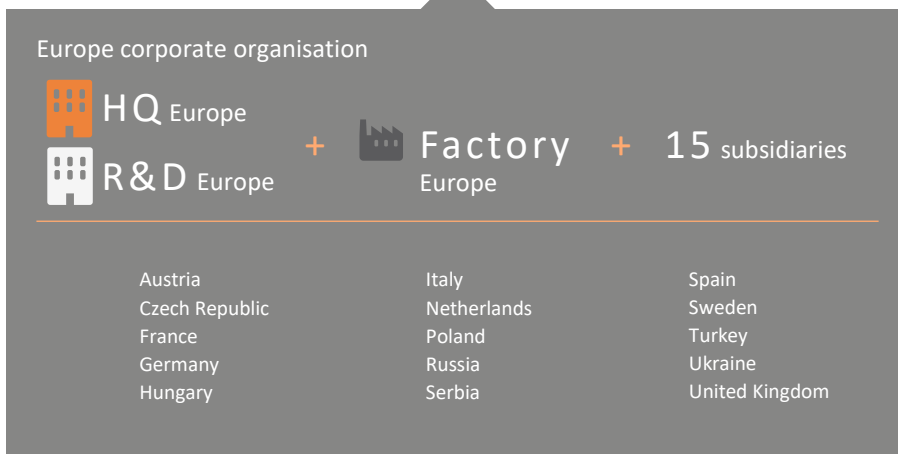 Europe corporate organisation
HQ Europe
R&D Europe
+
Factory
Europe
+
15 subsidiaries
Austria
Czech Republic
France
Germany
Hungary
Italy
Netherlands
Poland
Russia
Serbia
Spain
Sweden
Turkey
Ukraine
United Kingdom